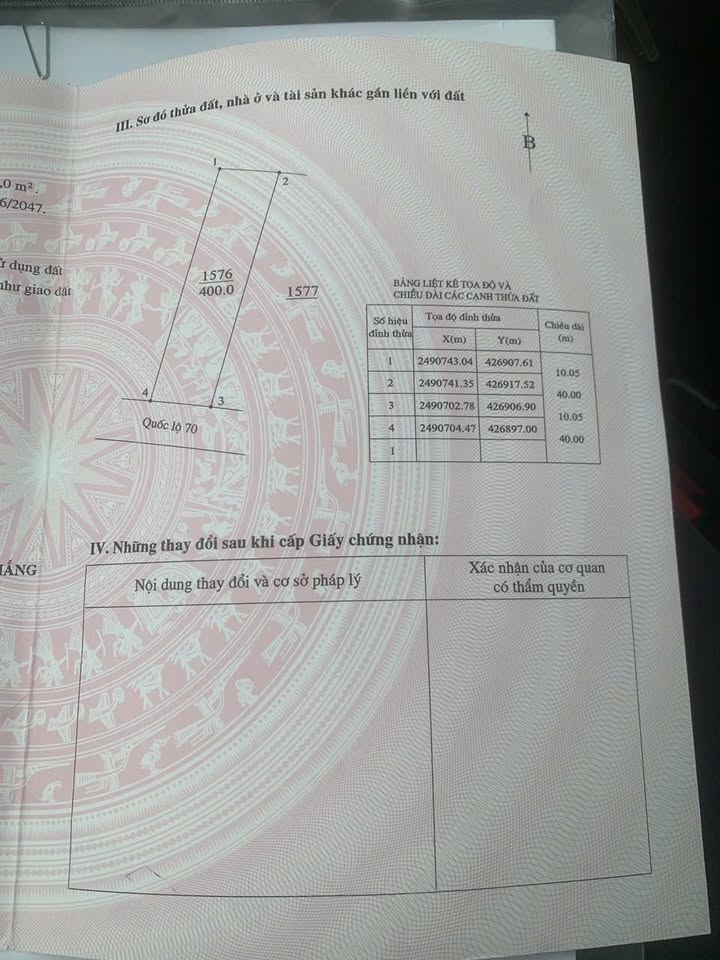 III. Sơ đồ thửa đất, nhà ở và tài sản khác gắn liền với đất
B
1
2
.0 m².
6/2047.
ử dụng đất
như giao đất
1576
400.0
1577
4
3
Quốc lộ 70
BẢNG LIỆT KÊ TỌA ĐỘ VÀ
CHIỀU DÀI CÁC CẠNH THỬA ĐẤT
Số hiệu đỉnh thửa Tọa độ đỉnh thửa Chiều dài (m)
X(m) Y(m)
1 2490743.04 426907.61
10.05
2 2490741.35 426917.52
40.00
3 2490702.78 426906.90
10.05
4 2490704.47 426897.00
40.00
1
IV. Những thay đổi sau khi cấp Giấy chứng nhận:
HẮNG
Nội dung thay đổi và cơ sở pháp lý
Xác nhận của cơ quan
có thẩm quyền